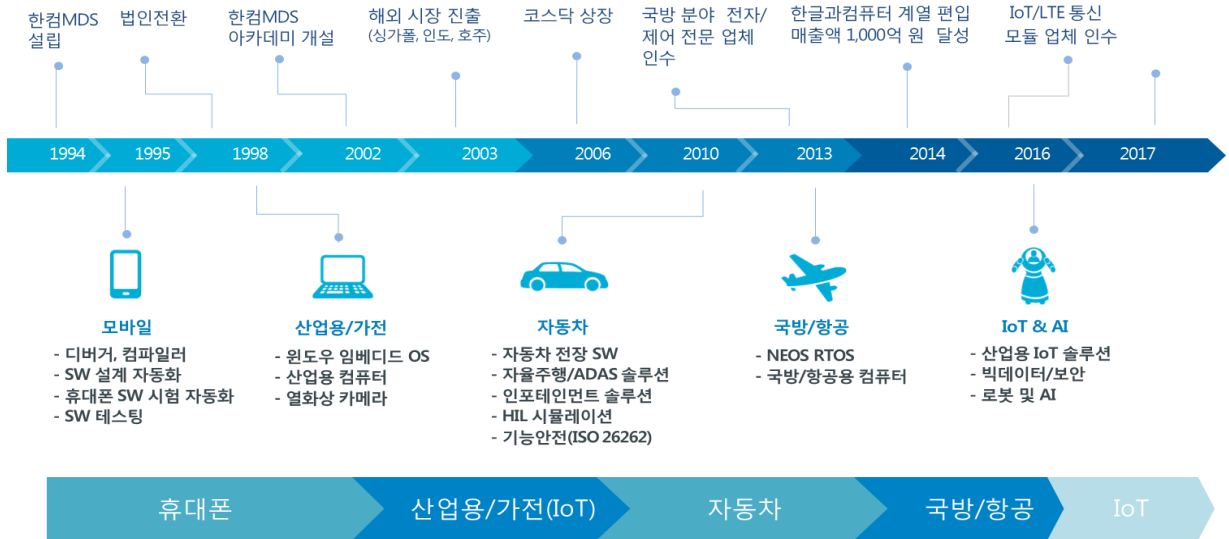 한컴MDS
설립
법인전환
한컴MDS
아카데미 개설
해외 시장 진출
(싱가폴, 인도, 호주)
코스닥 상장
국방 분야 전자/
제어 전문 업체
인수
한글과컴퓨터 계열 편입
매출액 1,000억 원 달성
IoT/LTE 통신
모듈 업체 인수
1994 1995 1998 2002 2003 2006 2010 2013 2014 2016 2017
모바일
- 디버거, 컴파일러
- SW 설계 자동화
- 휴대폰 SW 시험 자동화
- SW 테스팅
산업용/가전
- 윈도우 임베디드 OS
- 산업용 컴퓨터
- 열화상 카메라
자동차
- 자동차 전장 SW
- 자율주행/ADAS 솔루션
- 인포테인먼트 솔루션
- HIL 시뮬레이션
- 기능안전(ISO 26262)
국방/항공
- NEOS RTOS
- 국방/항공용 컴퓨터
IoT & AI
- 산업용 IoT 솔루션
- 빅데이터/보안
- 로봇 및 AI
휴대폰 산업용/가전(IoT) 자동차 국방/항공 IoT